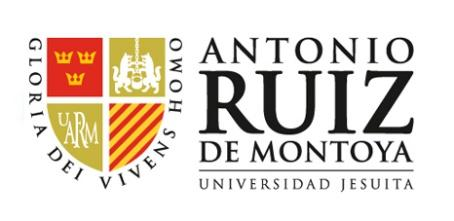 GLORIA DEI VIVENS HOMO
UARM
ANTONIO
RUIZ
DE MONTOYA
UNIVERSIDAD JESUITA